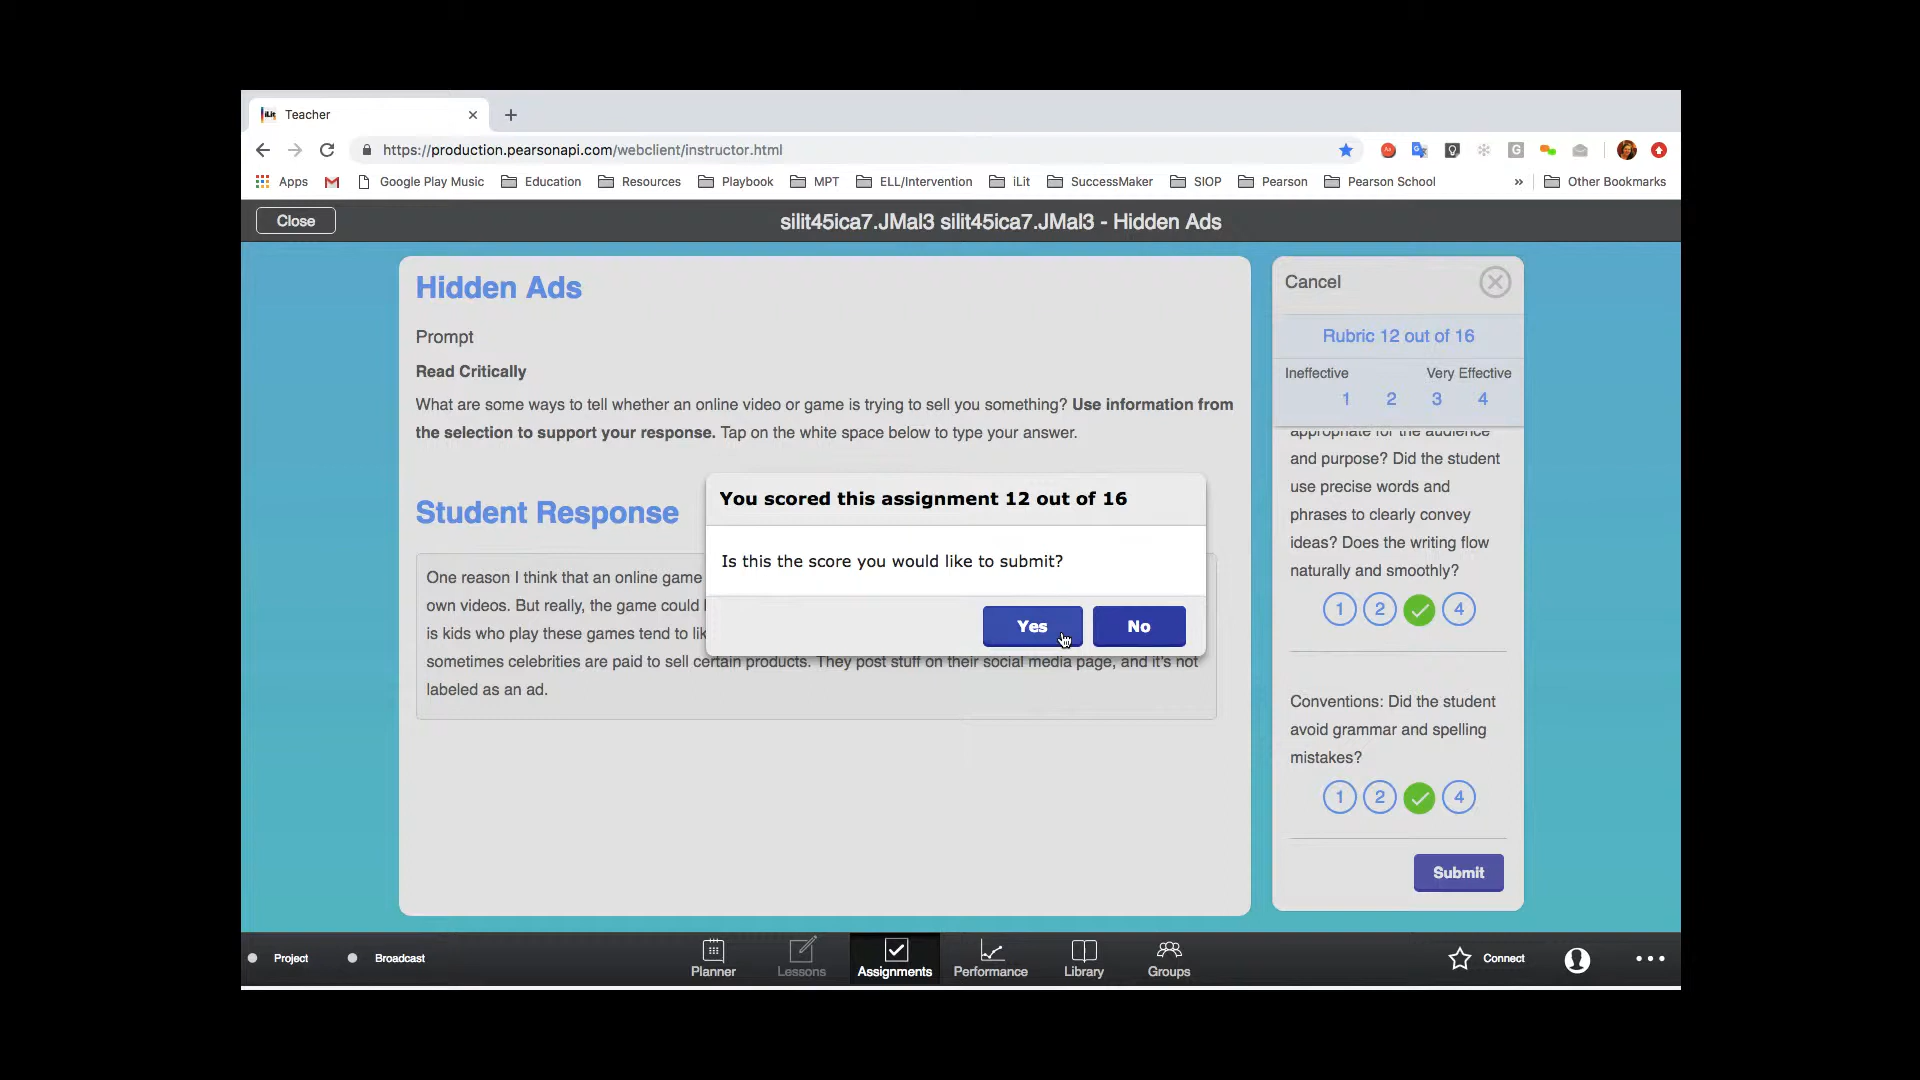 iLit Teacher
https://production.pearsonapi.com/webclient/instructor.html
Apps Google Play Music Education Resources Playbook MPT ELL/Intervention iLit SuccessMaker SIOP Pearson Pearson School » Other Bookmarks
Close silit45ica7.JMal3 silit45ica7.JMal3 - Hidden Ads
Hidden Ads
Prompt
Read Critically
What are some ways to tell whether an online video or game is trying to sell you something? Use information from
the selection to support your response. Tap on the white space below to type your answer.
Student Response
One reason I think that an online game
own videos. But really, the game could
is kids who play these games tend to
sometimes celebrities are paid to sell certain products. They post stuff on their social media page, and it's not
labeled as an ad.
You scored this assignment 12 out of 16
Is this the score you would like to submit?
Yes No
Cancel
Rubric 12 out of 16
Ineffective Very Effective
1 2 3 4
appropriate for the audience
and purpose? Did the student
use precise words and
phrases to clearly convey
ideas? Does the writing flow
naturally and smoothly?
1 2 4
Conventions: Did the student
avoid grammar and spelling
mistakes?
1 2 4
Submit
Project Broadcast Planner Lessons Assignments Performance Library Groups Connect